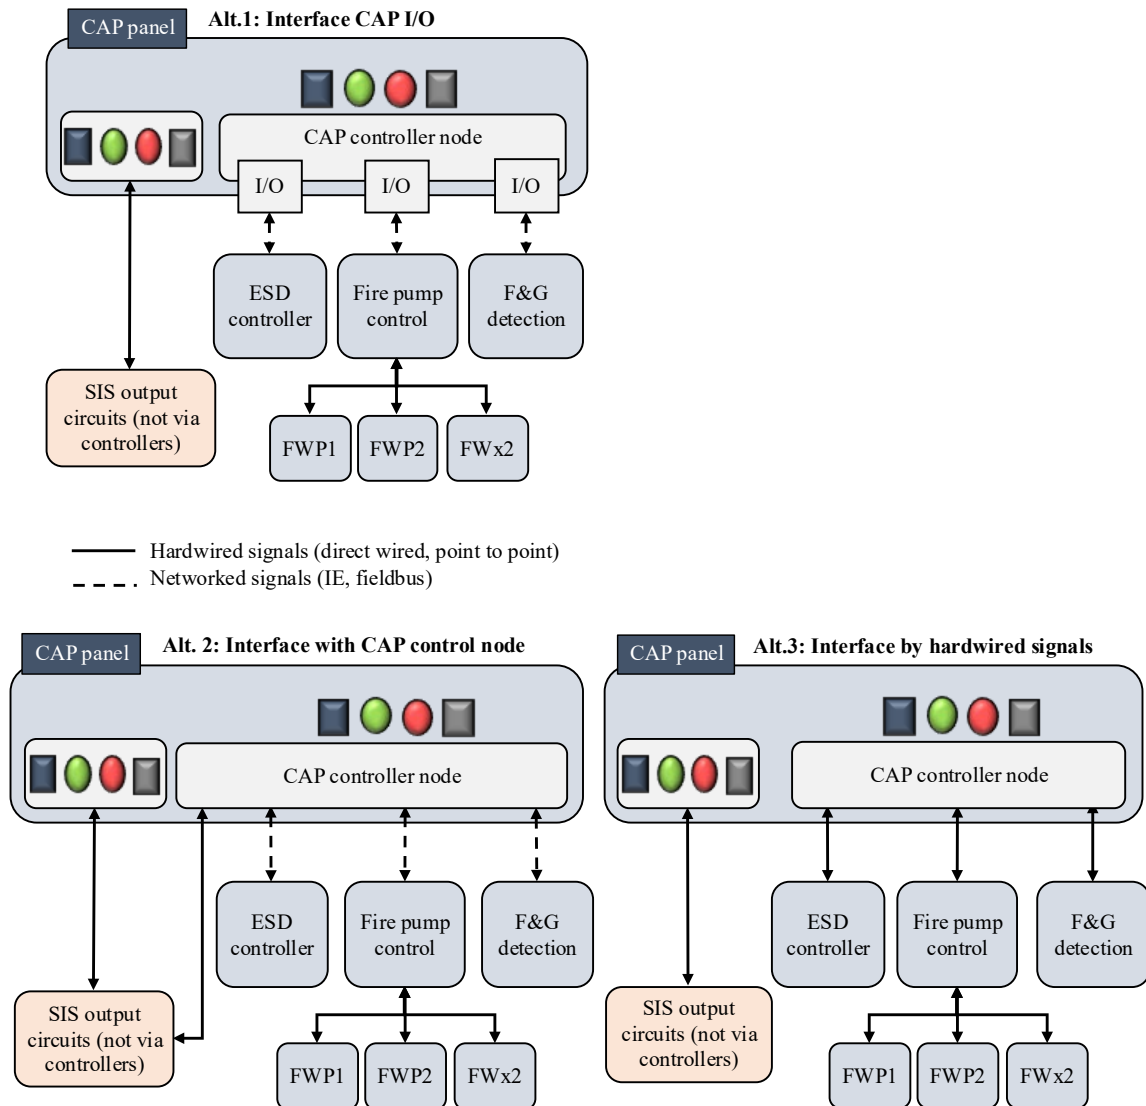 CAP panel
Alt.1: Interface CAP I/O
CAP controller node
I/O
I/O
I/O
ESD
controller
Fire pump
control
F&G
detection
SIS output
circuits (not via
controllers)
FWP1
FWP2
FWx2
Hardwired signals (direct wired, point to point)
Networked signals (IE, fieldbus)
CAP panel
Alt. 2: Interface with CAP control node
CAP controller node
ESD
controller
Fire pump
control
F&G
detection
SIS output
circuits (not via
controllers)
FWP1
FWP2
FWx2
CAP panel
Alt.3: Interface by hardwired signals
CAP controller node
ESD
controller
Fire pump
control
F&G
detection
SIS output
circuits (not via
controllers)
FWP1
FWP2
FWx2